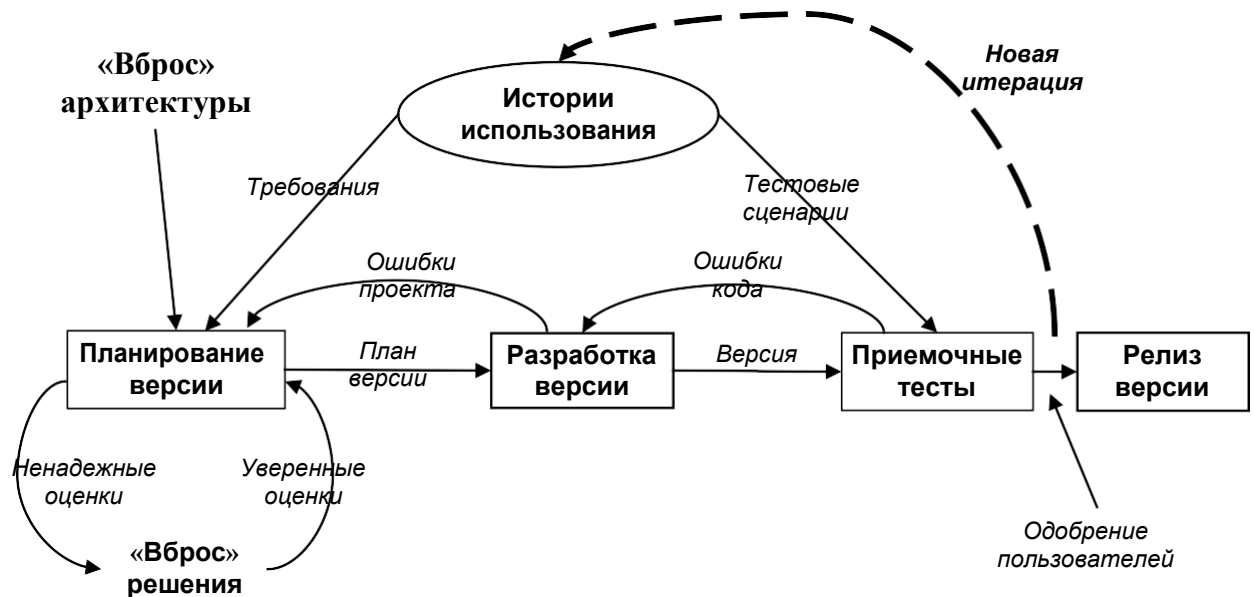 «Вброс»
архитектуры
Истории
использования
Новая
итерация
Требования
Тестовые
сценарии
Ошибки
проекта
Ошибки
кода
Планирование
версии
План
версии
Разработка
версии
Версия
Приемочные
тесты
Релиз
версии
Ненадежные
оценки
Уверенные
оценки
«Вброс»
решения
Одобрение
пользователей